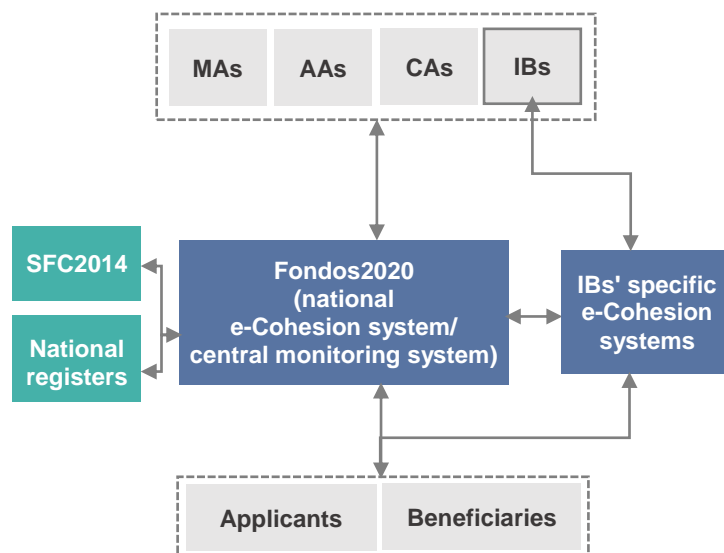 MAs
AAs
CAs
IBs
SFC2014
National
registers
Fondos2020
(national
e-Cohesion system/
central monitoring system)
IBs' specific
e-Cohesion
systems
Applicants
Beneficiaries